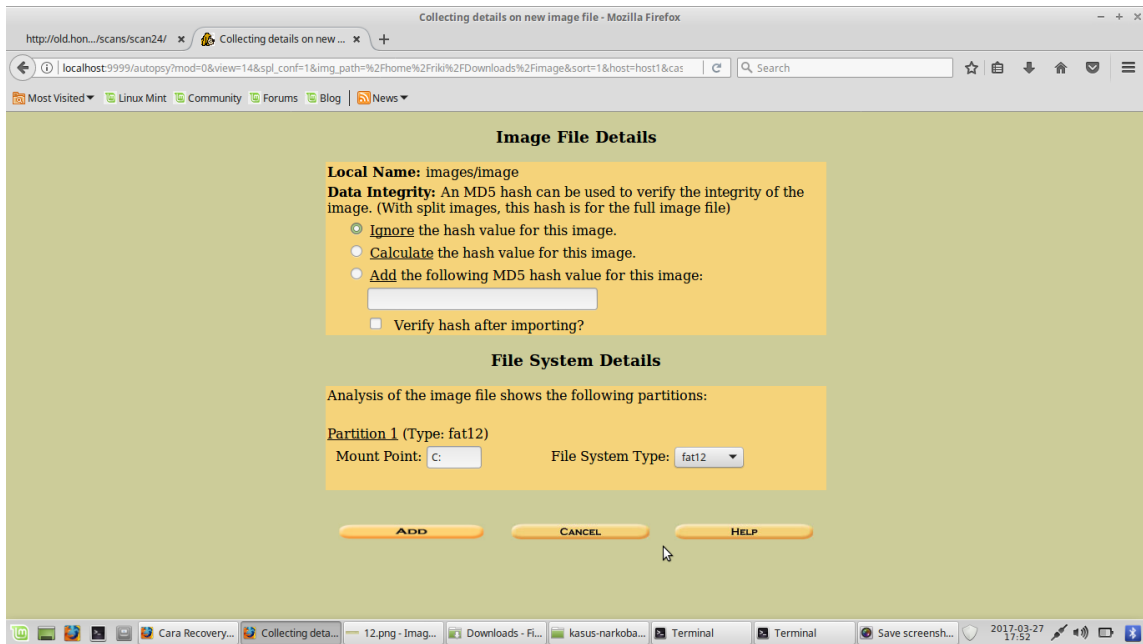 Collecting details on new image file - Mozilla Firefox
http://old.hon.../scans/scan24/
Collecting details on new ...
localhost:9999/autopsy?mod=0&view=14&spl_conf=1&img_path=%2Fhome%2Friki%2FDownloads%2Fimage&sort=1&host=host1&cas
Search
Most Visited
Linux Mint
Community
Forums
Blog
News
Image File Details
Local Name: images/image
Data Integrity: An MD5 hash can be used to verify the integrity of the
image. (With split images, this hash is for the full image file)
Ignore the hash value for this image.
Calculate the hash value for this image.
Add the following MD5 hash value for this image:
Verify hash after importing?
File System Details
Analysis of the image file shows the following partitions:
Partition 1 (Type: fat12)
Mount Point: C:
File System Type: fat12
ADD
CANCEL
HELP
Cara Recovery...
Collecting deta...
12.png - Imag...
Downloads - Fi...
kasus-narkoba...
Terminal
Terminal
Save screensh...
2017-03-27
17:52